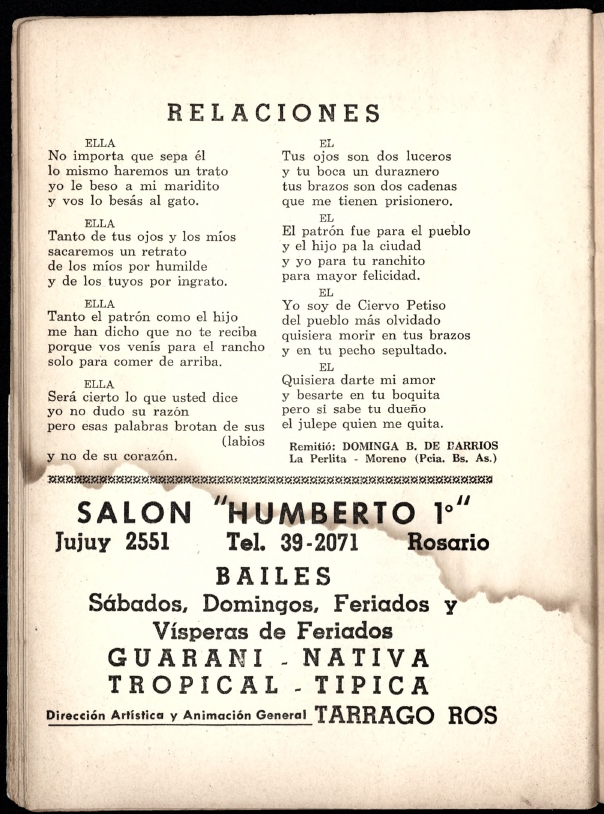 RELACIONES
ELLA
No importa que sepa él
lo mismo haremos un trato
yo le beso a mi maridito
y vos lo besás al gato.
ELLA
Tanto de tus ojos y los míos
sacaremos un retrato
de los míos por humilde
y de los tuyos por ingrato.
ELLA
Tanto el patrón como el hijo
me han dicho que no te reciba
porque vos venís para el rancho
solo para comer de arriba.
ELLA
Será cierto lo que usted dice
yo no dudo su razón
pero esas palabras brotan de sus
(labios
y no de su corazón.
EL
Tus ojos son dos luceros
y tu boca un duraznero
tus brazos son dos cadenas
que me tienen prisionero.
EL
El patrón fue para el pueblo
y el hijo pa la ciudad
y yo para tu ranchito
para mayor felicidad.
EL
Yo soy de Ciervo Petiso
del pueblo más olvidado
quisiera morir en tus brazos
y en tu pecho sepultado.
EL
Quisiera darte mi amor
y besarte en tu boquita
pero si sabe tu dueño
el julepe quien me quita.
Remitió: DOMINGA B. DE BARRIOS
La Perlita - Moreno (Pcia. Bs. As.)
SALON "HUMBERTO 1°"
Jujuy 2551 Tel. 39-2071 Rosario
BAILES
Sábados, Domingos, Feriados y
Vísperas de Feriados
GUARANI - NATIVA
TROPICAL - TIPICA
Dirección Artística y Animación General TARRAGO ROS